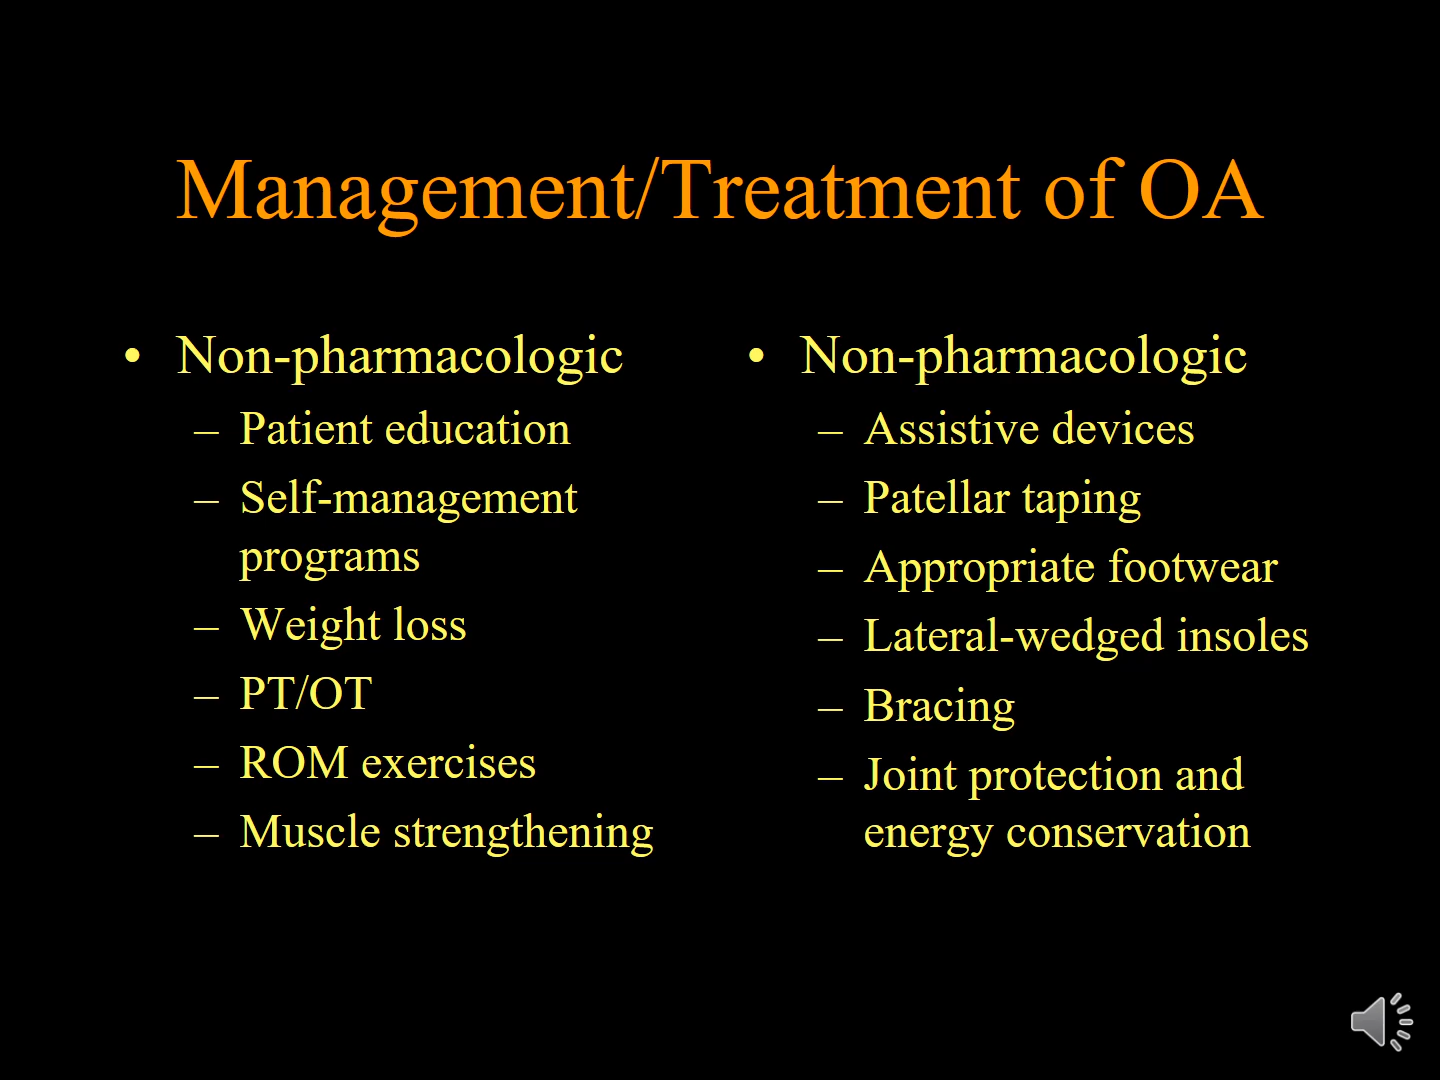 Management/Treatment of OA
• Non-pharmacologic
– Patient education
– Self-management
programs
– Weight loss
– PT/OT
– ROM exercises
– Muscle strengthening
• Non-pharmacologic
– Assistive devices
– Patellar taping
– Appropriate footwear
– Lateral-wedged insoles
– Bracing
– Joint protection and
energy conservation